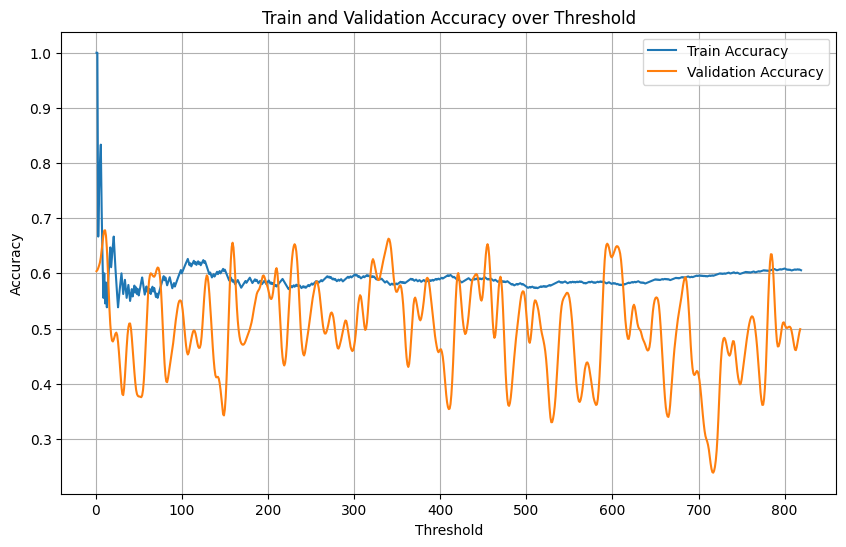 Train and Validation Accuracy over Threshold
Train Accuracy
Validation Accuracy
Accuracy
1.0
0.9
0.8
0.7
0.6
0.5
0.4
0.3
0 100 200 300 400 500 600 700 800
Threshold